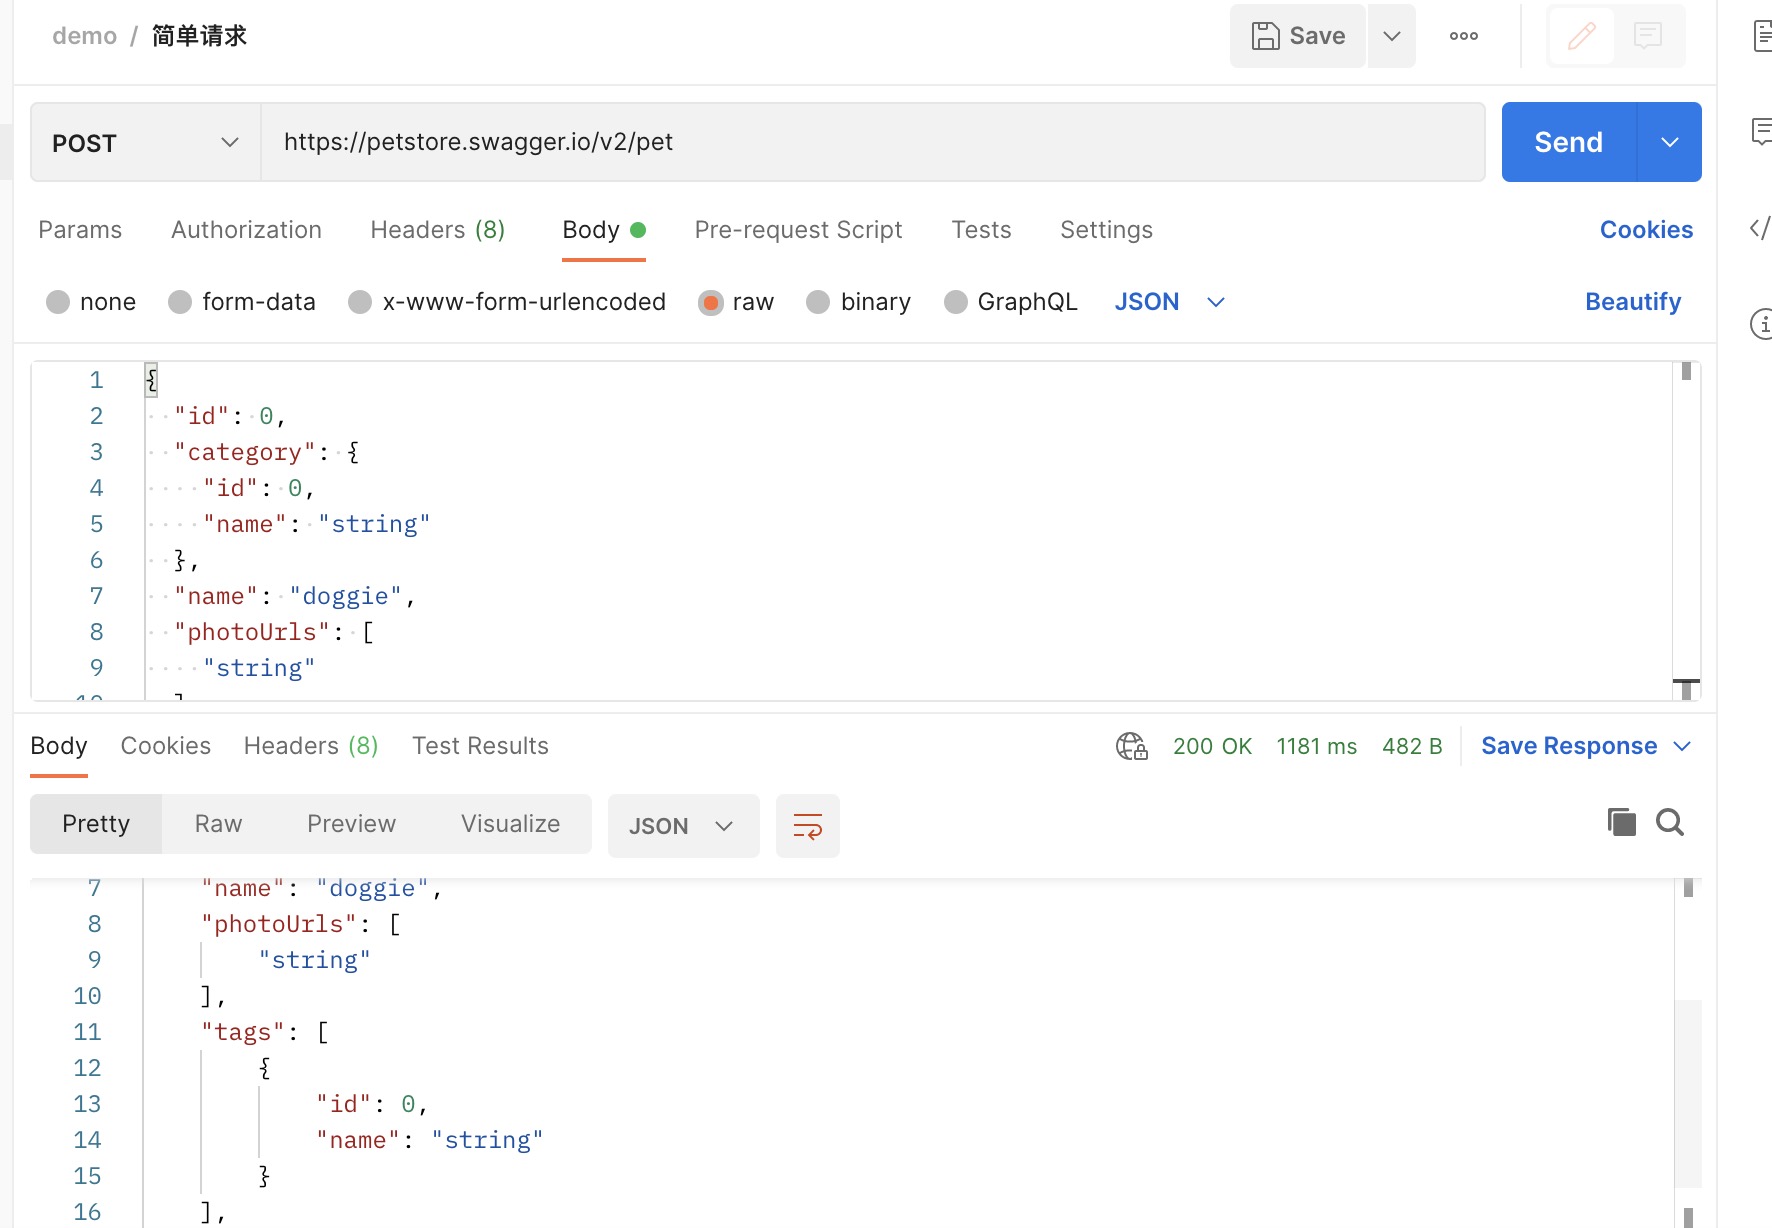 demo / 简单请求 Save
POST https://petstore.swagger.io/v2/pet Send
Params Authorization Headers (8) Body Pre-request Script Tests Settings Cookies
none form-data x-www-form-urlencoded raw binary GraphQL JSON Beautify
1 {
2 "id": 0,
3 "category": {
4 "id": 0,
5 "name": "string"
6 },
7 "name": "doggie",
8 "photoUrls": [
9 "string"
Body Cookies Headers (8) Test Results 200 OK 1181 ms 482 B Save Response
Pretty Raw Preview Visualize JSON
7 "name": "doggie",
8 "photoUrls": [
9 "string"
10 ],
11 "tags": [
12 {
13 "id": 0,
14 "name": "string"
15 }
16 ],